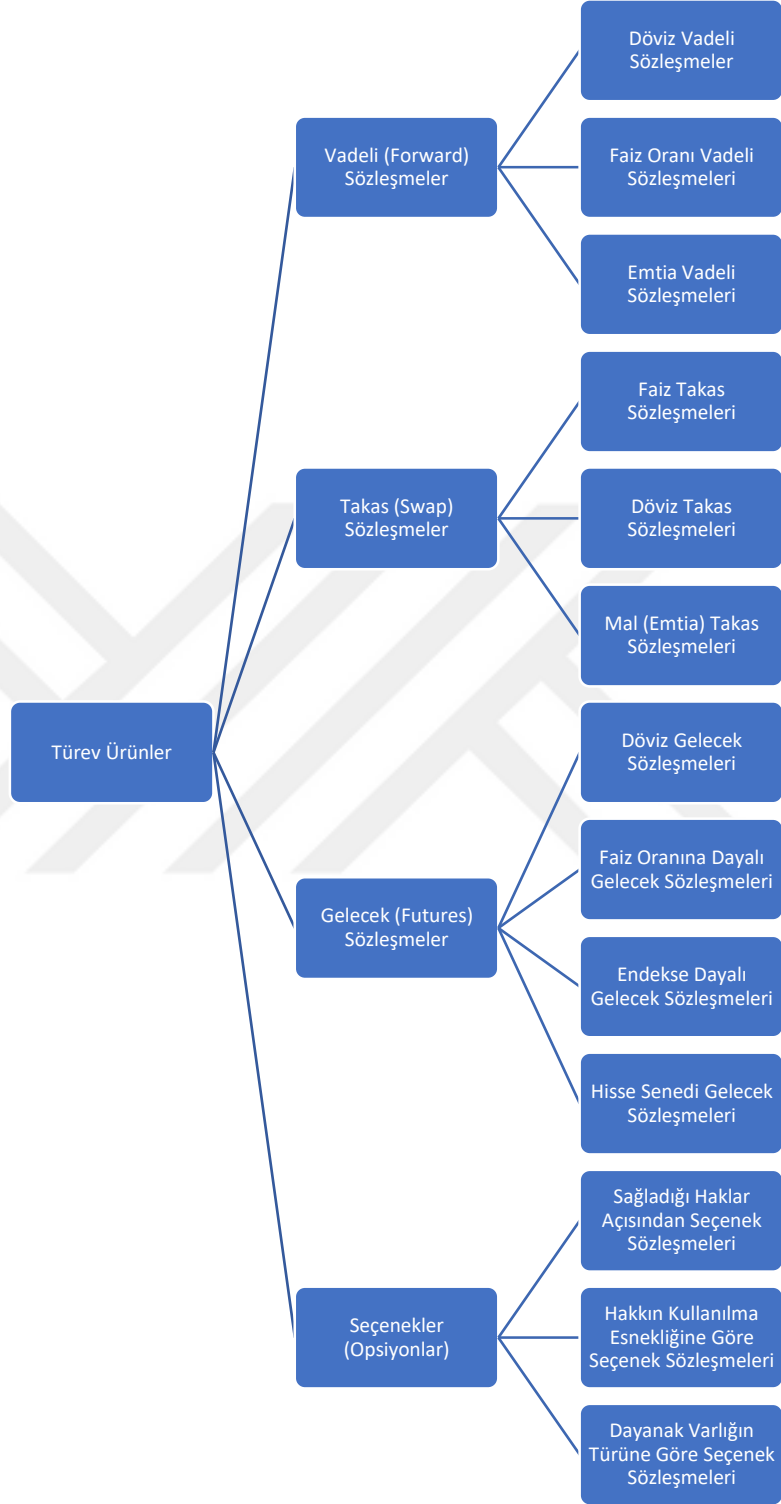 Türev Ürünler
Vadeli (Forward)
Sözleşmeler
Döviz Vadeli
Sözleşmeler
Faiz Oranı Vadeli
Sözleşmeleri
Emtia Vadeli
Sözleşmeleri
Takas (Swap)
Sözleşmeler
Faiz Takas
Sözleşmeleri
Döviz Takas
Sözleşmeleri
Mal (Emtia) Takas
Sözleşmeleri
Gelecek (Futures)
Sözleşmeler
Döviz Gelecek
Sözleşmeleri
Faiz Oranına Dayalı
Gelecek Sözleşmeleri
Endekse Dayalı
Gelecek Sözleşmeleri
Hisse Senedi Gelecek
Sözleşmeleri
Seçenekler
(Opsiyonlar)
Sağladığı Haklar
Açısından Seçenek
Sözleşmeleri
Hakkın Kullanılma
Esnekliğine Göre
Seçenek Sözleşmeleri
Dayanak Varlığın
Türüne Göre Seçenek
Sözleşmeleri